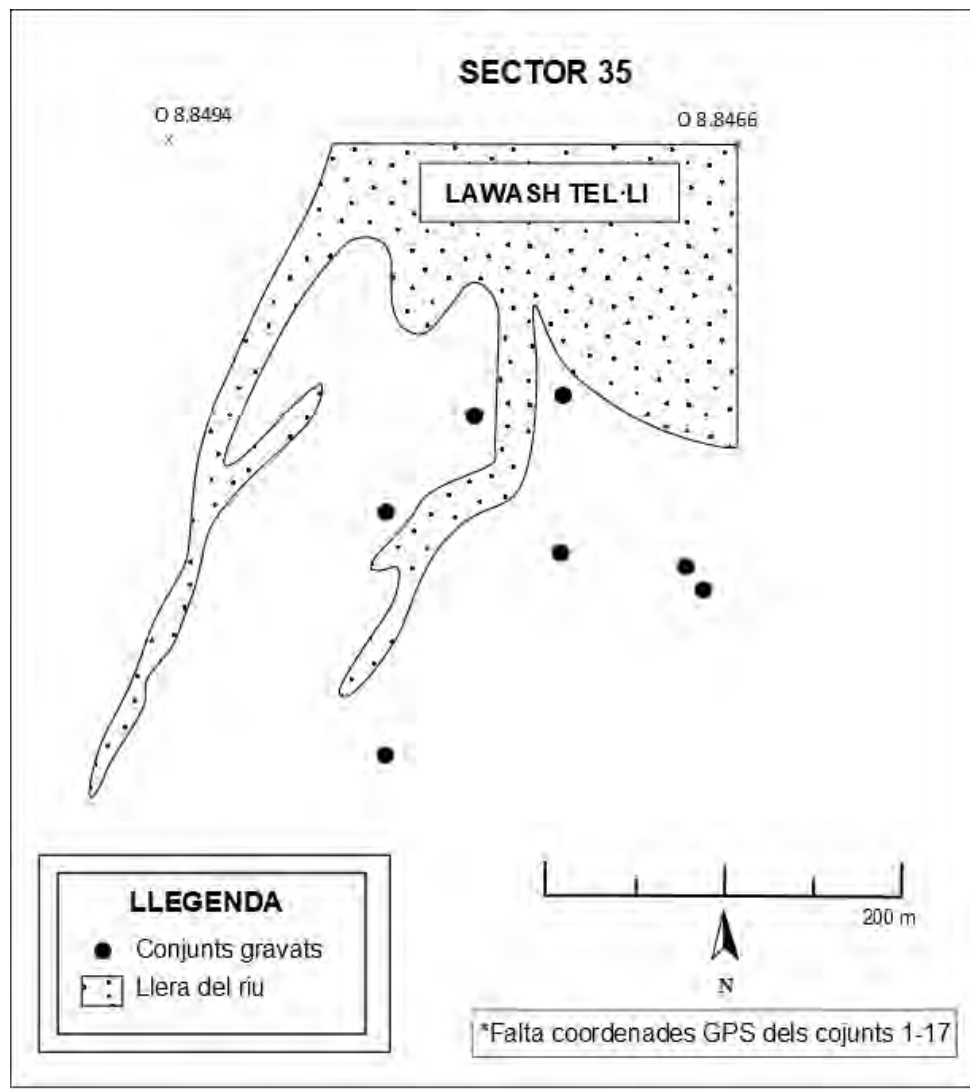 SECTOR 35
O 8.8494
O 8.8466
LAWASH TEL·LI
LLEGENDA
Conjunts gravats
Llera del riu
200 m
N
*Falta coordenades GPS dels cojunts 1-17